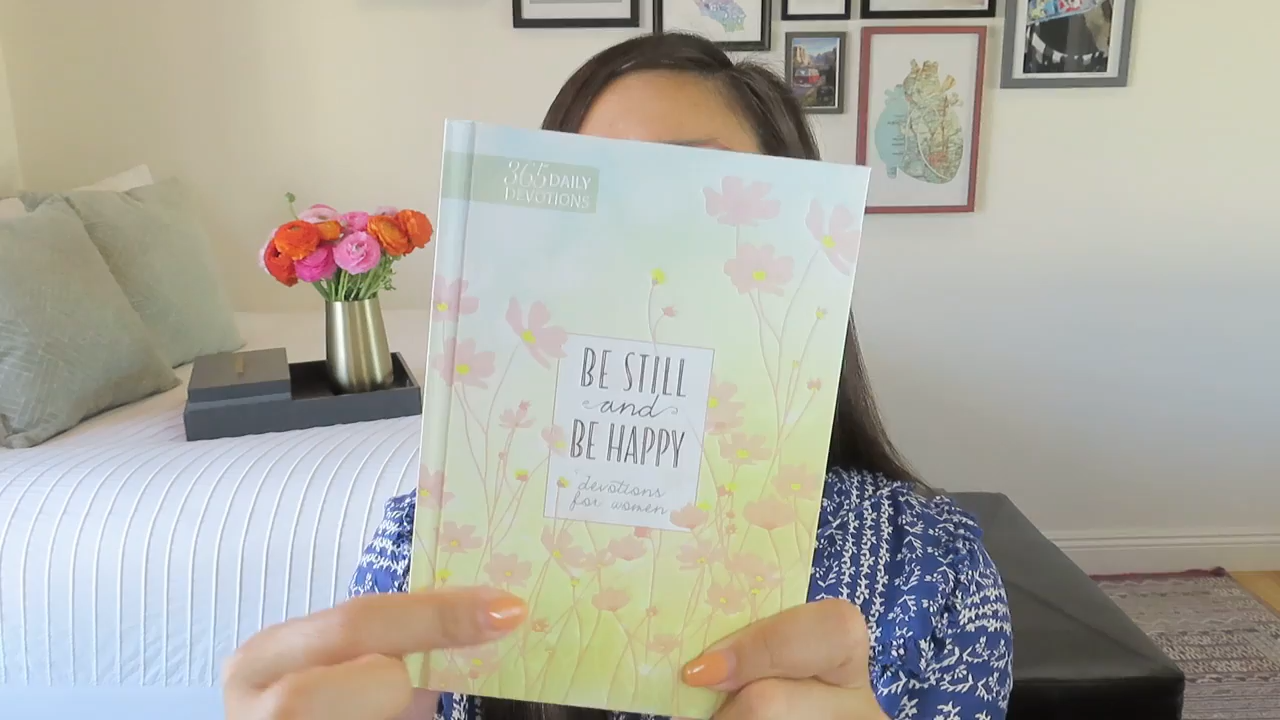 365 DAILY
DEVOTIONS
BE STILL
and
BE HAPPY
devotions
for women